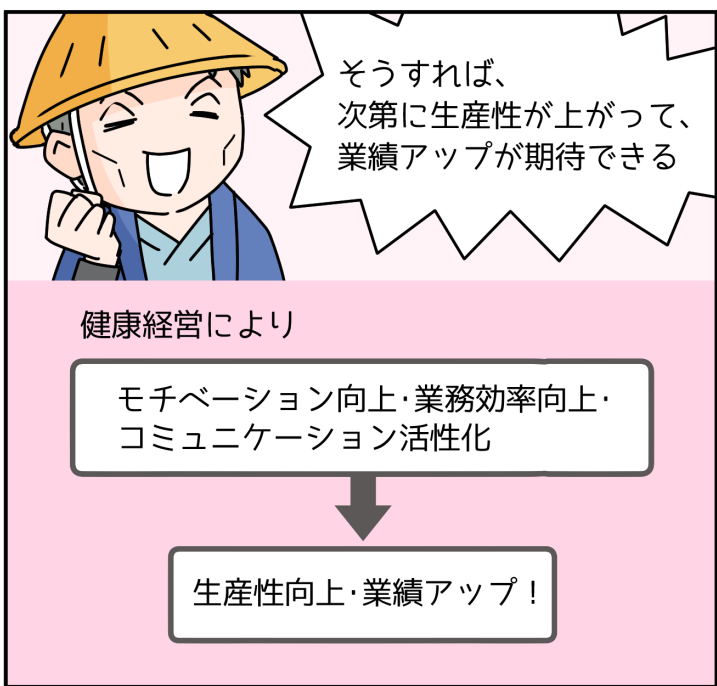 そうすれば、
次第に生産性が上がって、
業績アップが期待できる
健康経営により
モチベーション向上･業務効率向上･
コミュニケーション活性化
生産性向上･業績アップ！